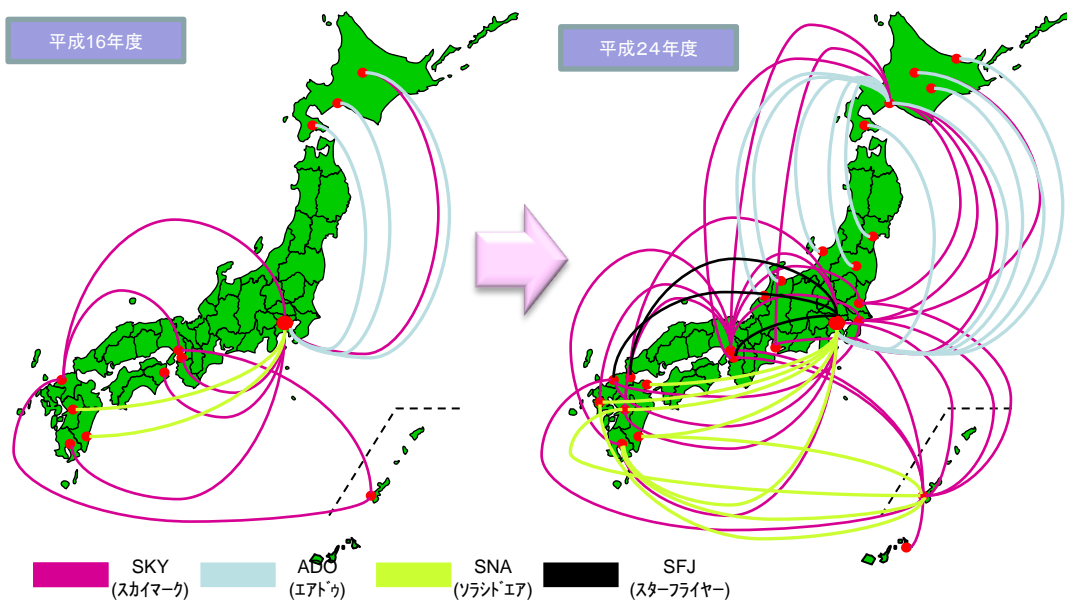 平成16年度
平成24年度
SKY
(スカイマーク)
ADO
(エアドゥ)
SNA
(ソラシドエア)
SFJ
(スターフライヤー)